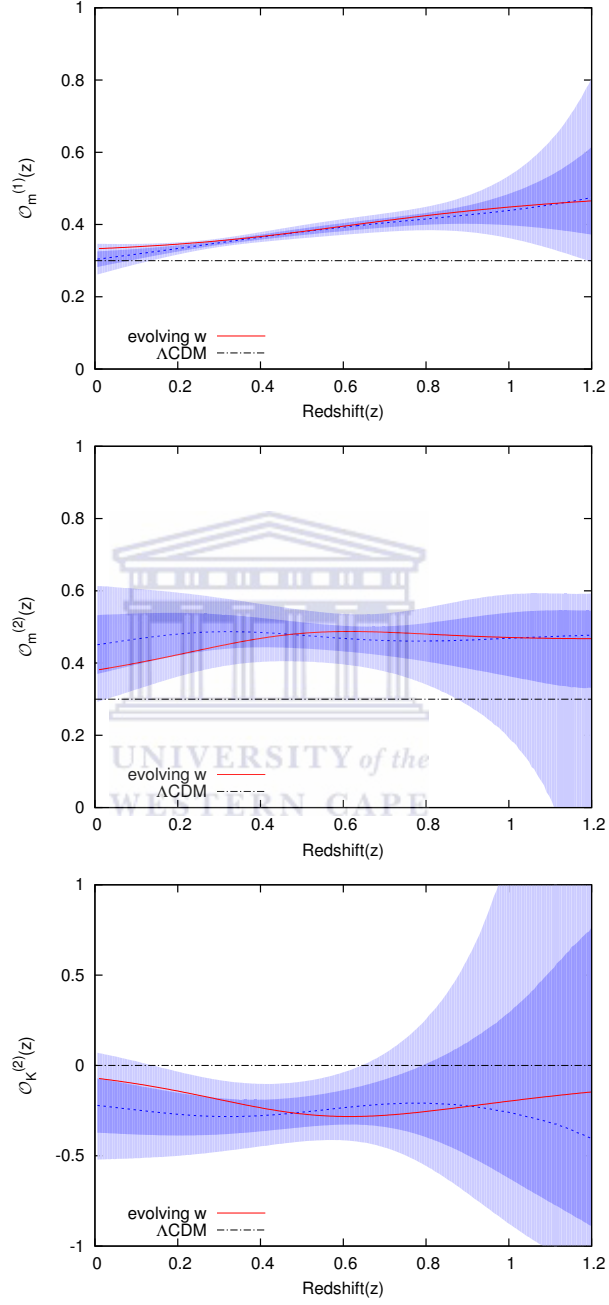 1
0.8
0.6
0.4
0.2
0
𝒪ₘ⁽¹⁾(z)
evolving w
ΛCDM
0 0.2 0.4 0.6 0.8 1 1.2
Redshift(z)
1
0.8
0.6
0.4
0.2
0
𝒪ₘ⁽²⁾(z)
UNIVERSITY of the
WESTERN CAPE
evolving w
ΛCDM
0 0.2 0.4 0.6 0.8 1 1.2
Redshift(z)
1
0.5
0
-0.5
-1
𝒪_K⁽²⁾(z)
evolving w
ΛCDM
0 0.2 0.4 0.6 0.8 1 1.2
Redshift(z)